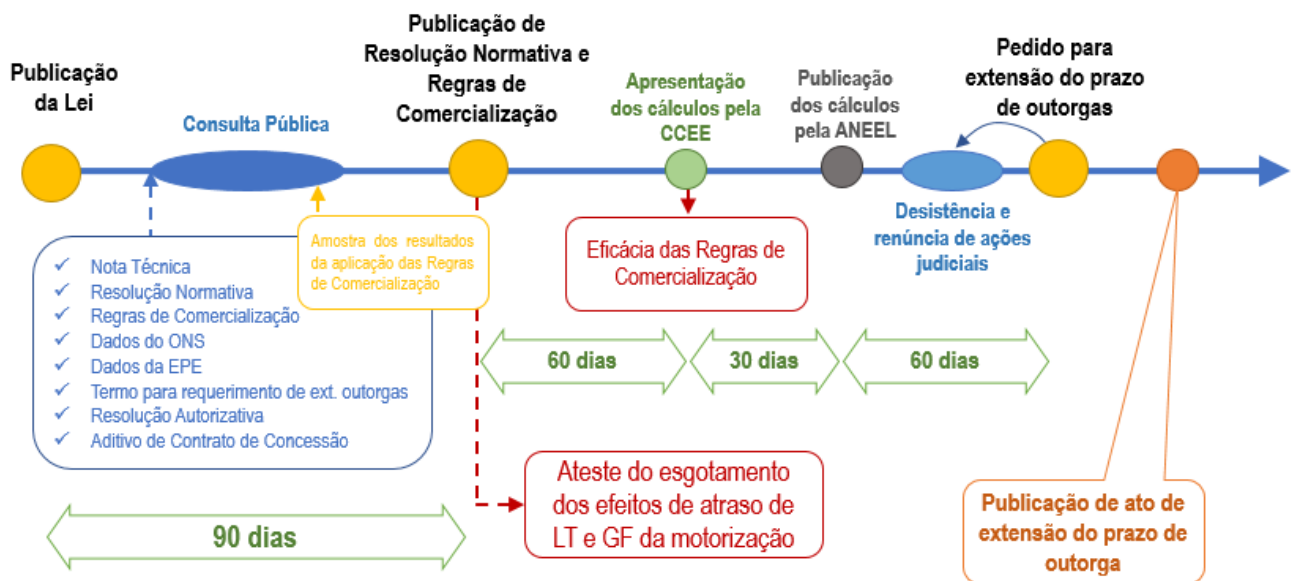 Publicação
da Lei
Consulta Pública
Publicação de
Resolução Normativa e
Regras de
Comercialização
Apresentação
dos cálculos pela
CCEE
Publicação
dos cálculos
pela ANEEL
Pedido para
extensão do prazo
de outorgas
Desistência e
renúncia de ações
judiciais
Amostra dos resultados
da aplicação das Regras
de Comercialização
Eficácia das Regras de
Comercialização
✓ Nota Técnica
✓ Resolução Normativa
✓ Regras de Comercialização
✓ Dados do ONS
✓ Dados da EPE
✓ Termo para requerimento de ext. outorgas
✓ Resolução Autorizativa
✓ Aditivo de Contrato de Concessão
60 dias
30 dias
60 dias
90 dias
Ateste do esgotamento
dos efeitos de atraso de
LT e GF da motorização
Publicação de ato de
extensão do prazo de
outorga